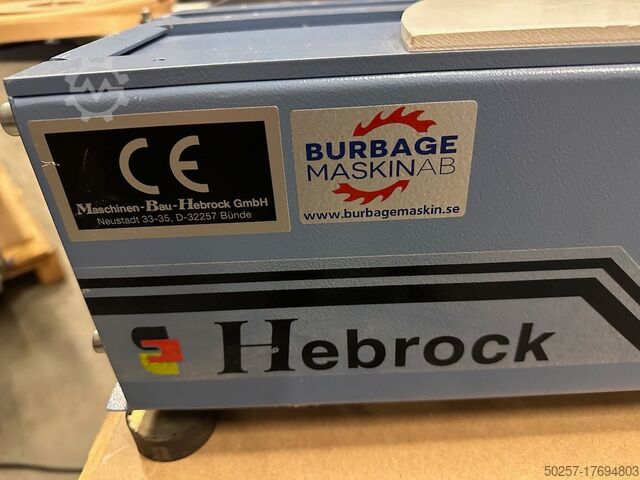 CE
Maschinen-Bau-Hebrock GmbH
Neustadt 33-35, D-32257 Bünde
BURBAGE
MASKINAB
www.burbagemaskin.se
Hebrock
50257-17694803